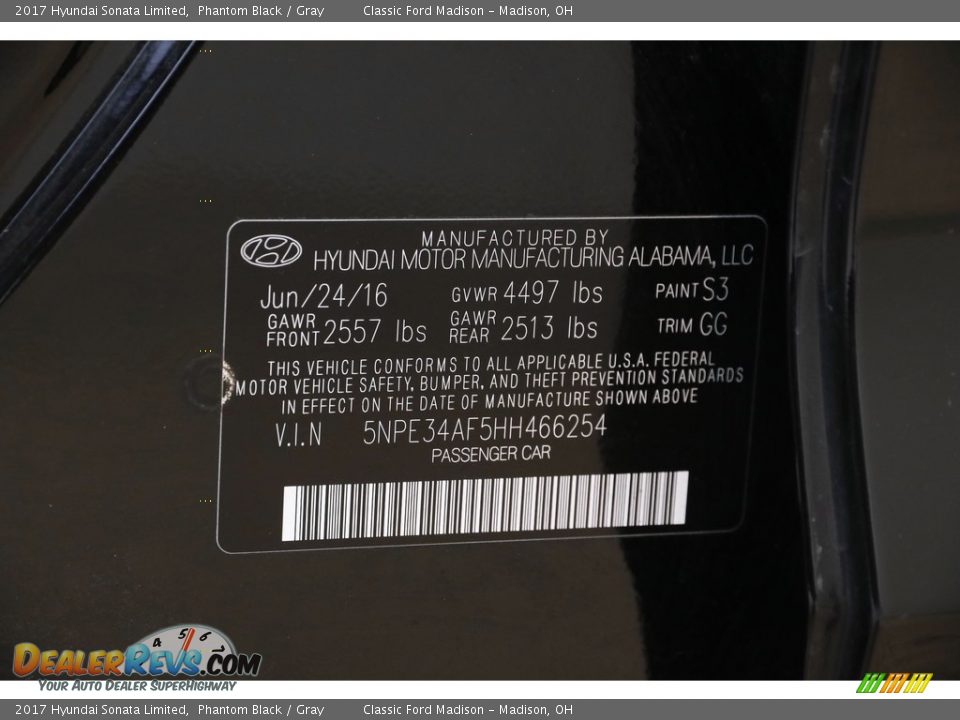 2017 Hyundai Sonata Limited, Phantom Black / Gray Classic Ford Madison – Madison, OH
MANUFACTURED BY
HYUNDAI MOTOR MANUFACTURING ALABAMA, LLC
Jun/24/16 GVWR 4497 lbs PAINT S3
GAWR FRONT 2557 lbs GAWR REAR 2513 lbs TRIM GG
THIS VEHICLE CONFORMS TO ALL APPLICABLE U.S.A. FEDERAL
MOTOR VEHICLE SAFETY, BUMPER, AND THEFT PREVENTION STANDARDS
IN EFFECT ON THE DATE OF MANUFACTURE SHOWN ABOVE
V.I.N 5NPE34AF5HH466254
PASSENGER CAR
4 5 6 7
DEALERREVS.COM
YOUR AUTO DEALER SUPERHIGHWAY
2017 Hyundai Sonata Limited, Phantom Black / Gray Classic Ford Madison – Madison, OH